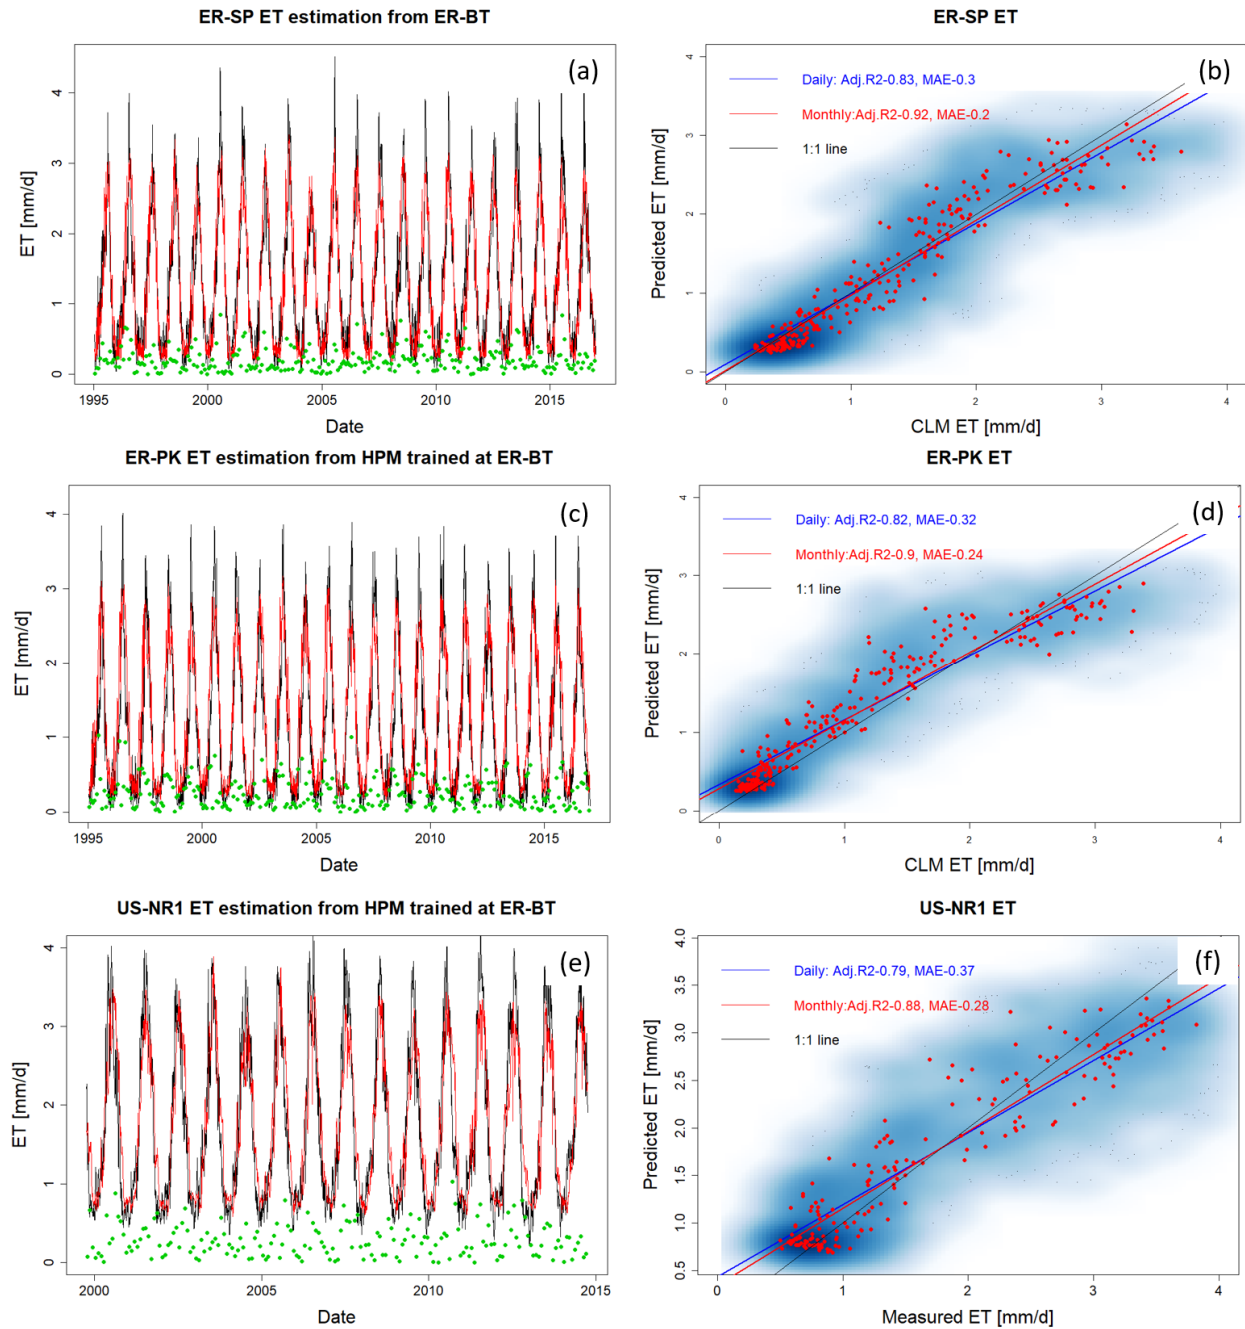 ER-SP ET estimation from ER-BT
(a)
4
3
2
1
0
ET [mm/d]
1995 2000 2005 2010 2015
Date
ER-SP ET
(b)
Daily: Adj.R2-0.83, MAE-0.3
Monthly:Adj.R2-0.92, MAE-0.2
1:1 line
4
3
2
1
0
Predicted ET [mm/d]
0 1 2 3 4
CLM ET [mm/d]
ER-PK ET estimation from HPM trained at ER-BT
(c)
4
3
2
1
0
ET [mm/d]
1995 2000 2005 2010 2015
Date
ER-PK ET
(d)
Daily: Adj.R2-0.82, MAE-0.32
Monthly:Adj.R2-0.9, MAE-0.24
1:1 line
4
3
2
1
0
Predicted ET [mm/d]
0 1 2 3 4
CLM ET [mm/d]
US-NR1 ET estimation from HPM trained at ER-BT
(e)
4
3
2
1
0
ET [mm/d]
2000 2005 2010 2015
Date
US-NR1 ET
(f)
Daily: Adj.R2-0.79, MAE-0.37
Monthly:Adj.R2-0.88, MAE-0.28
1:1 line
4.0
3.5
3.0
2.5
2.0
1.5
1.0
0.5
Predicted ET [mm/d]
0 1 2 3 4
Measured ET [mm/d]